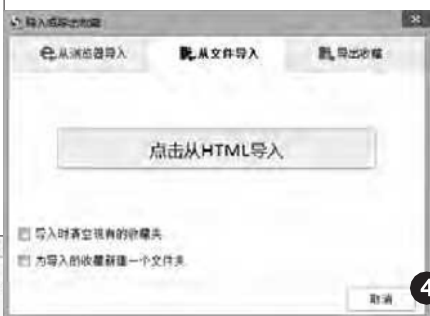 导入或导出收藏
从浏览器导入 从文件导入 导出收藏
点击从HTML导入
导入时清空现有的收藏夹
为导入的收藏新建一个文件夹
取消 4